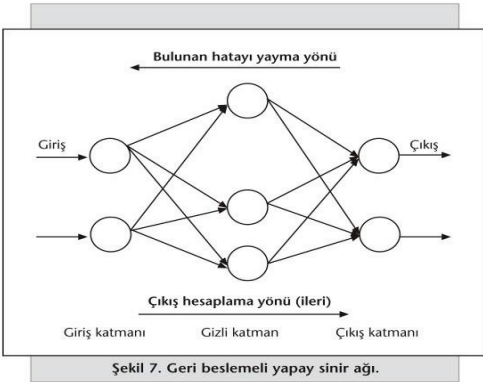 Bulunan hatayı yayma yönü
Giriş
Çıkış
Çıkış hesaplama yönü (ileri)
Giriş katmanı Gizli katman Çıkış katmanı
Şekil 7. Geri beslemeli yapay sinir ağı.